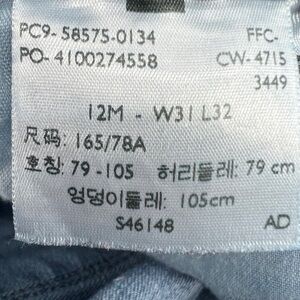 PC9- 58575-0134 FFC-
PO- 4100274558 CW- 4715
3449
12M - W31 L32
尺码: 165/78A
호칭: 79 -105 허리둘레: 79 cm
엉덩이둘레: 105cm
S46148 AD